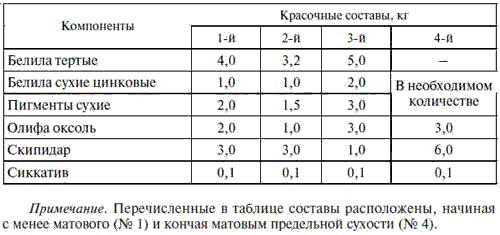 Компоненты
Красочные составы, кг
1-й 2-й 3-й 4-й
Белила тертые 4,0 3,2 5,0 –
Белила сухие цинковые 1,0 1,0 2,0 В необходимом количестве
Пигменты сухие 2,0 1,5 3,0
Олифа оксоль 2,0 1,0 3,0 3,0
Скипидар 3,0 3,0 1,0 6,0
Сиккатив 0,1 0,1 0,1 0,1
Примечание. Перечисленные в таблице составы расположены, начиная
с менее матового (№ 1) и кончая матовым предельной сухости (№ 4).